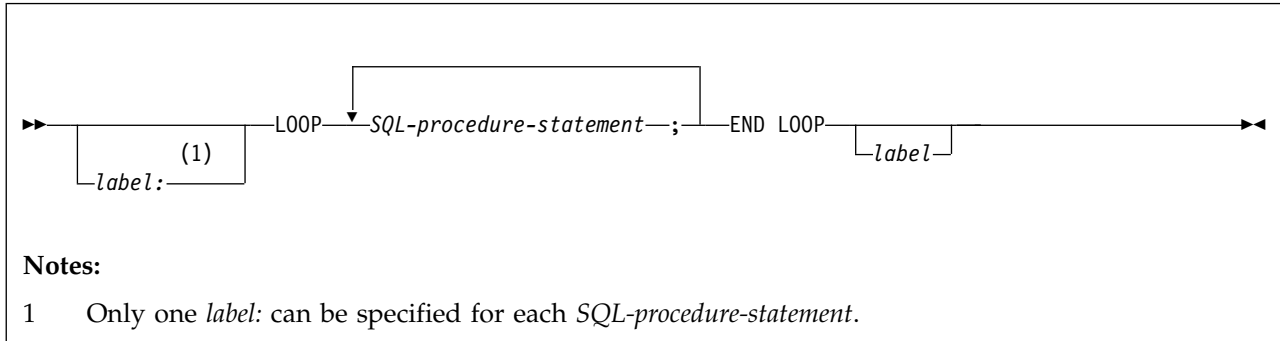 LOOP SQL-procedure-statement ; END LOOP
(1) label
label:
Notes:
1 Only one label: can be specified for each SQL-procedure-statement.